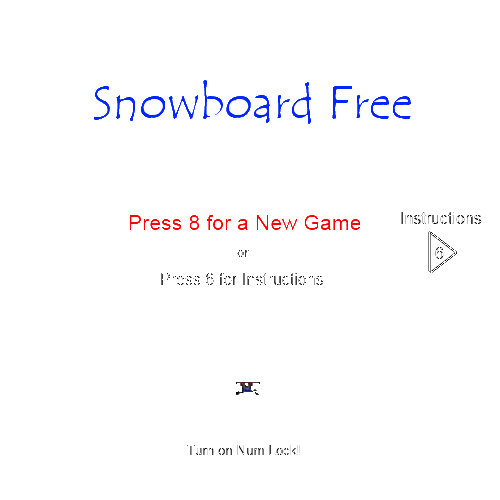 Snowboard Free
Press 8 for a New Game
Instructions
6
or
Press 6 for Instructions
Turn on Num Lock!